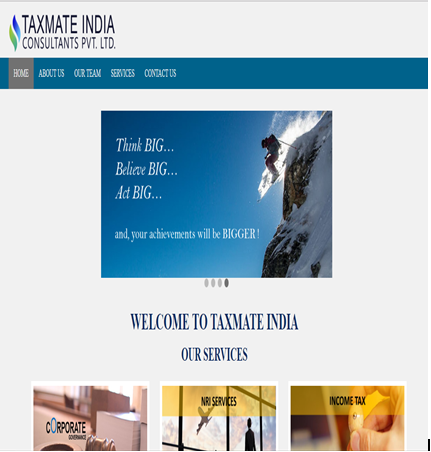 TAXMATE INDIA
CONSULTANTS PVT. LTD.
HOME ABOUT US OUR TEAM SERVICES CONTACT US
Think BIG...
Believe BIG...
Act BIG...
and, your achievements will be BIGGER !
WELCOME TO TAXMATE INDIA
OUR SERVICES
CORPORATE
GOVERNANCE
NRI SERVICES
INCOME TAX